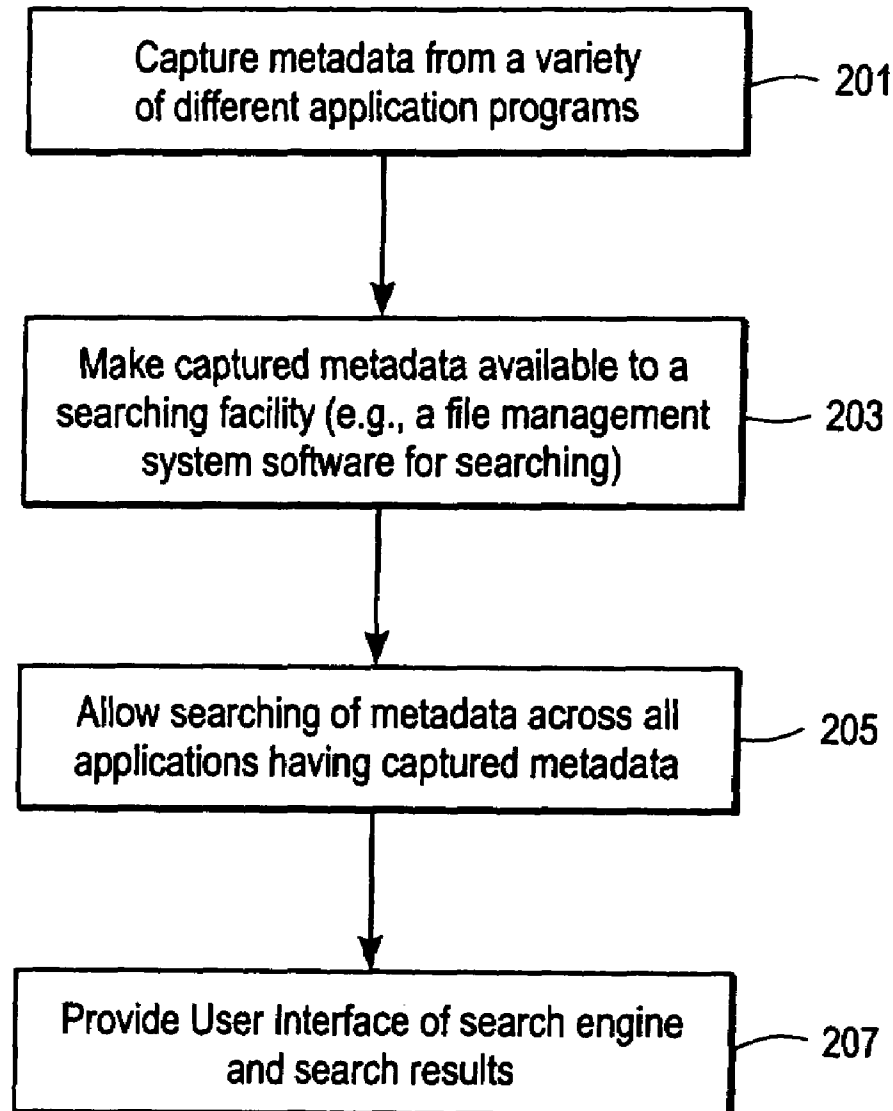 Capture metadata from a variety
of different application programs
201
Make captured metadata available to a
searching facility (e.g., a file management
system software for searching)
203
Allow searching of metadata across all
applications having captured metadata
205
Provide User Interface of search engine
and search results
207